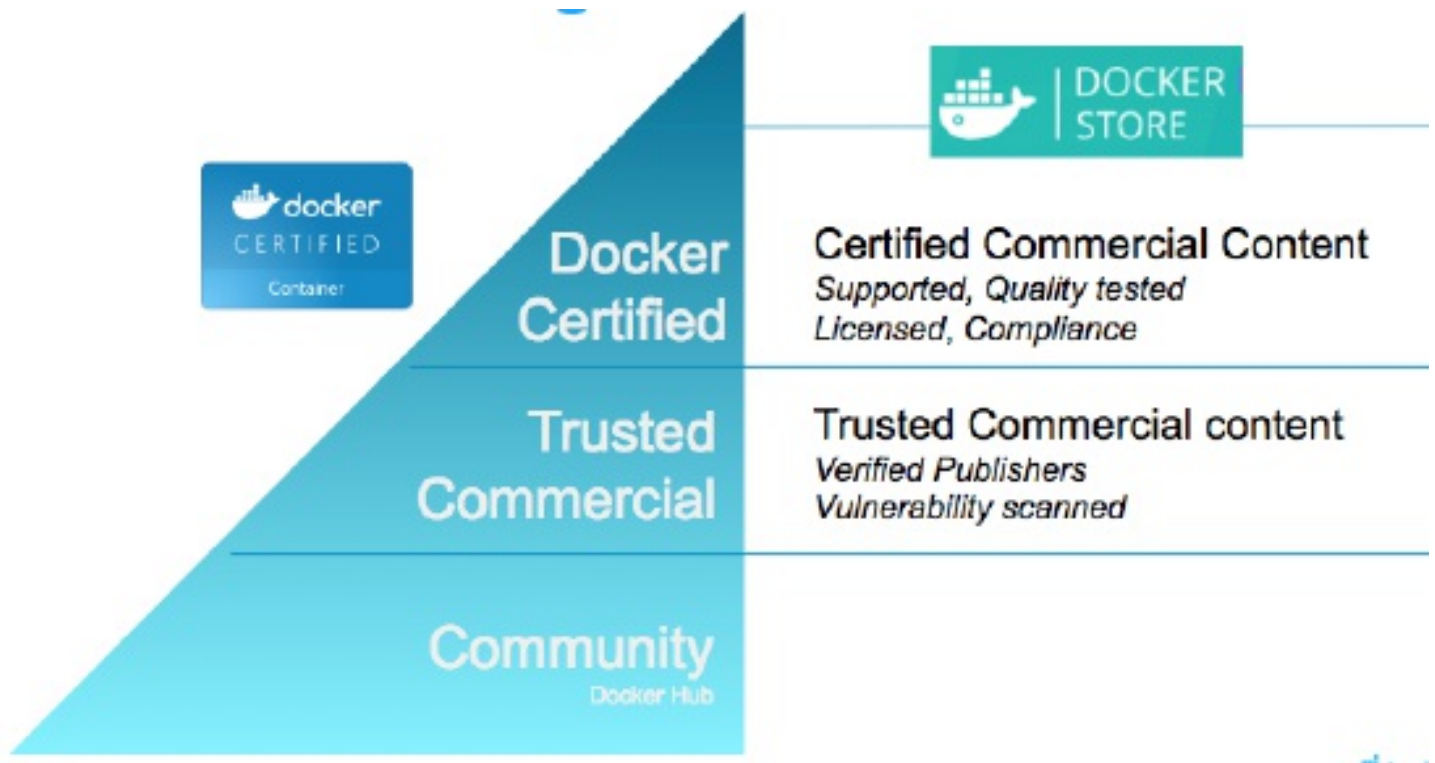 DOCKER
STORE
docker
CERTIFIED
Container
Docker
Certified
Certified Commercial Content
Supported, Quality tested
Licensed, Compliance
Trusted
Commercial
Trusted Commercial content
Verified Publishers
Vulnerability scanned
Community
Docker Hub